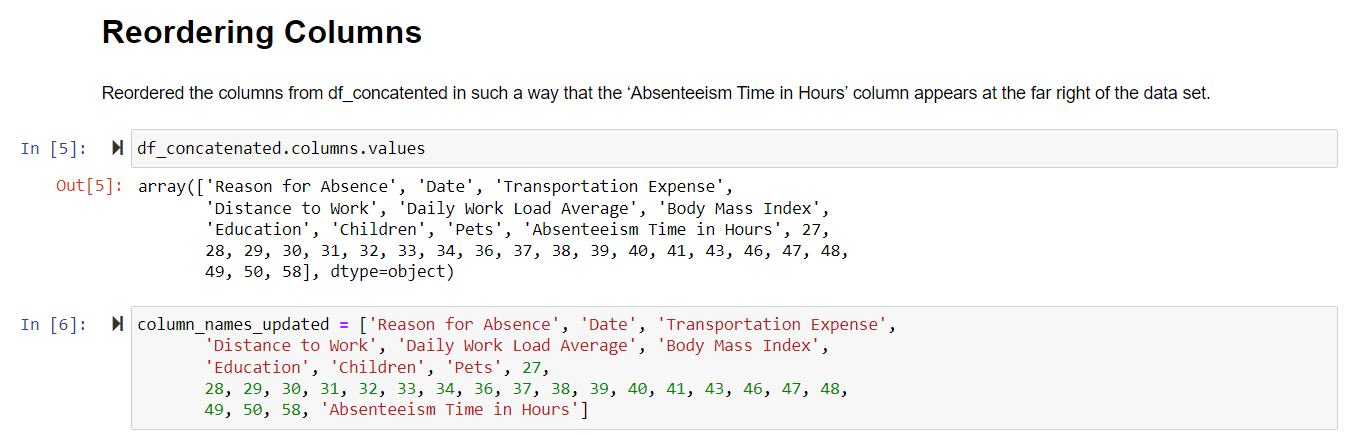 Reordering Columns
Reordered the columns from df_concatented in such a way that the ‘Absenteeism Time in Hours’ column appears at the far right of the data set.
In [5]: df_concatenated.columns.values
Out[5]: array(['Reason for Absence', 'Date', 'Transportation Expense',
'Distance to Work', 'Daily Work Load Average', 'Body Mass Index',
'Education', 'Children', 'Pets', 'Absenteeism Time in Hours', 27,
28, 29, 30, 31, 32, 33, 34, 36, 37, 38, 39, 40, 41, 43, 46, 47, 48,
49, 50, 58], dtype=object)
In [6]: column_names_updated = ['Reason for Absence', 'Date', 'Transportation Expense',
'Distance to Work', 'Daily Work Load Average', 'Body Mass Index',
'Education', 'Children', 'Pets', 27,
28, 29, 30, 31, 32, 33, 34, 36, 37, 38, 39, 40, 41, 43, 46, 47, 48,
49, 50, 58, 'Absenteeism Time in Hours']